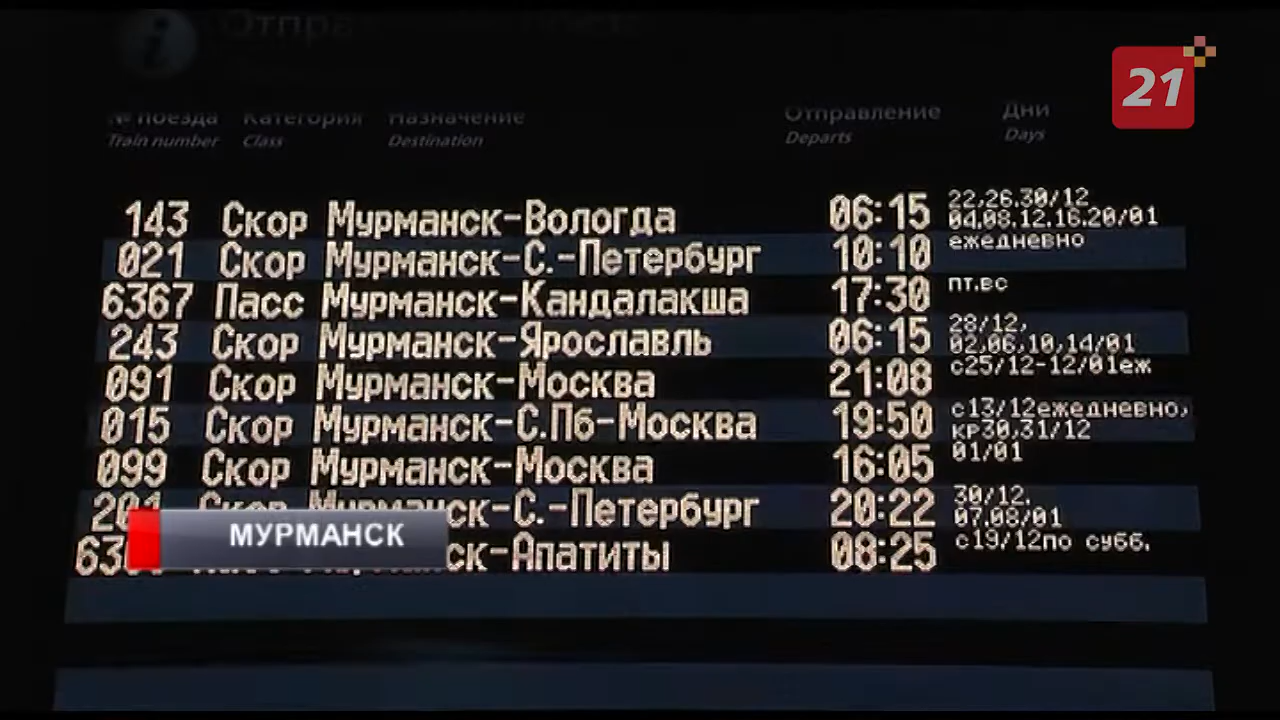 21
№ поезда Категория Назначение Отправление Дни
Train number Class Destination Departs Days
143 Скор Мурманск-Вологда 06:15 22,26.30/12
04.08.12.16.20/01
021 Скор Мурманск-С.-Петербург 10:10 ежедневно
6367 Пасс Мурманск-Кандалакша 17:30 пт.вс
243 Скор Мурманск-Ярославль 06:15 28/12,
02.06,10,14/01
091 Скор Мурманск-Москва 21:08 с25/12-12/01еж
015 Скор Мурманск-С.Пб-Москва 19:50 с13/12ежедневно,
кр30,31/12
099 Скор Мурманск-Москва 16:05 01/01
ск-С.-Петербург 20:22 30/12.
07.08/01
ск-Апатиты 08:25 с19/12по субб.
МУРМАНСК